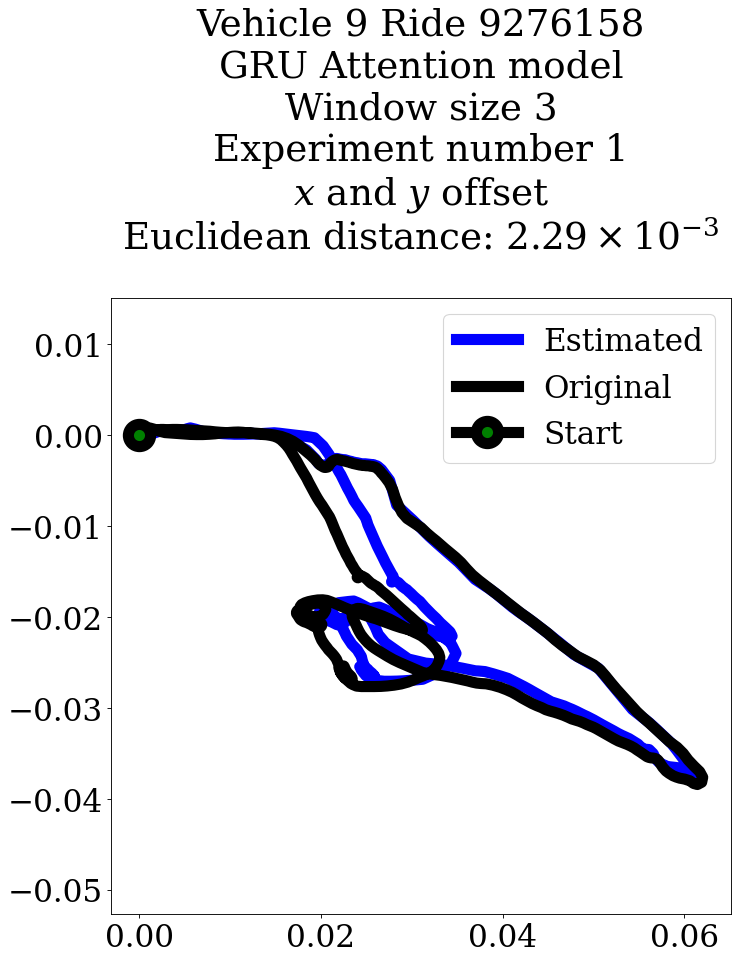 Vehicle 9 Ride 9276158
GRU Attention model
Window size 3
Experiment number 1
x and y offset
Euclidean distance: 2.29 × 10⁻³
Estimated
Original
Start
0.01
0.00
−0.01
−0.02
−0.03
−0.04
−0.05
0.00 0.02 0.04 0.06